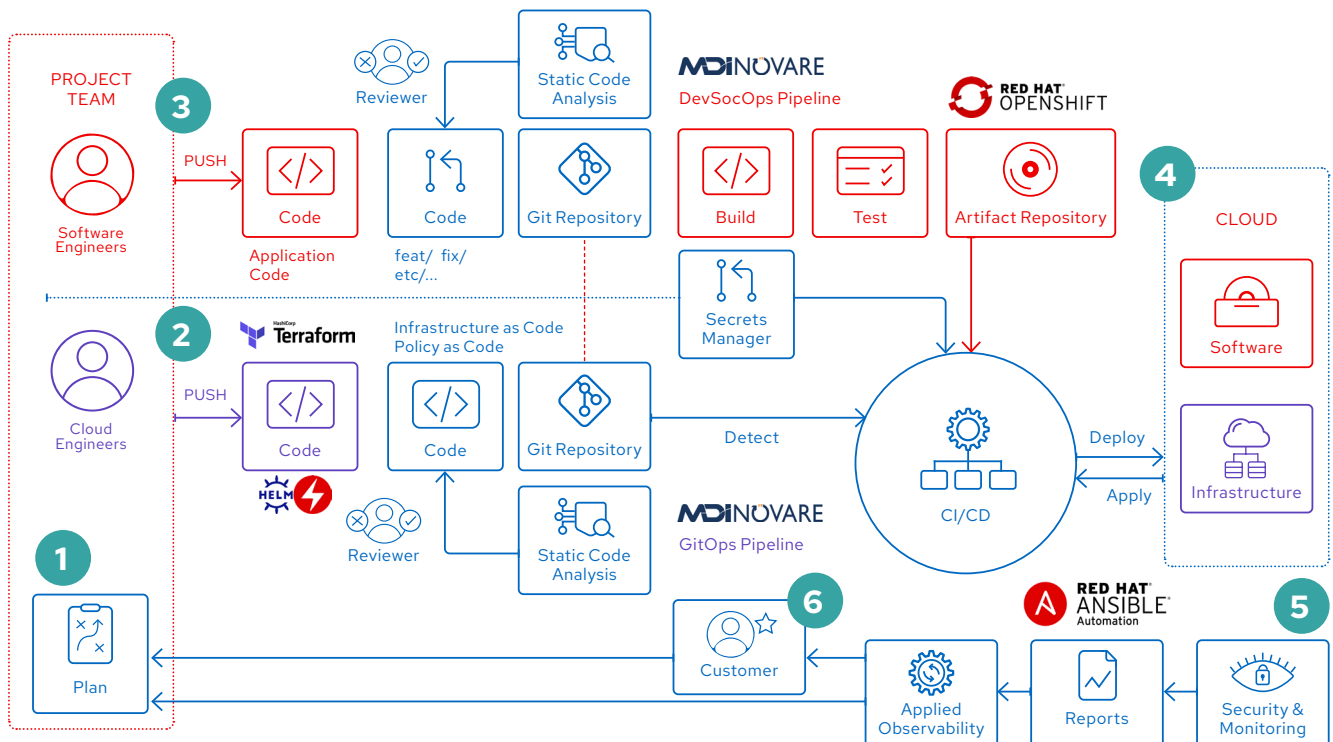 PROJECT
TEAM
3
Software
Engineers
PUSH
Code
Application
Code
Reviewer
Code
feat/ fix/
etc/...
Static Code
Analysis
Git Repository
MDINOVARE
DevSocOps Pipeline
Build
Test
RED HAT®
OPENSHIFT
Artifact Repository
Secrets
Manager
4
CLOUD
Software
Infrastructure
2
Cloud
Engineers
PUSH
HashiCorp
Terraform
Code
HELM
Infrastructure as Code
Policy as Code
Code
Git Repository
Reviewer
Static Code
Analysis
Detect
MDINOVARE
GitOps Pipeline
CI/CD
Deploy
Apply
1
Plan
6
Customer
RED HAT®
ANSIBLE®
Automation
5
Applied
Observability
Reports
Security &
Monitoring